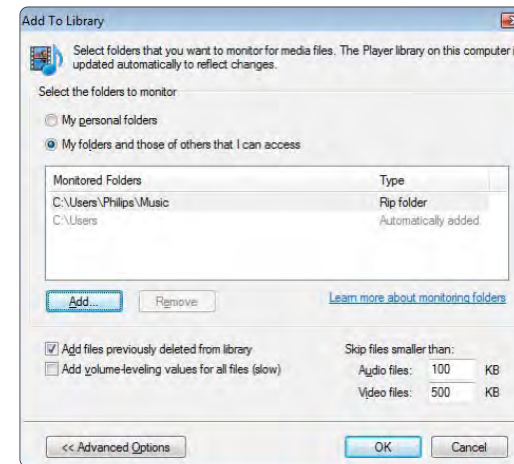 Add To Library
Select folders that you want to monitor for media files. The Player library on this computer
updated automatically to reflect changes.
Select the folders to monitor
My personal folders
My folders and those of others that I can access
Monitored Folders Type
C:\Users\Philips\Music Rip folder
C:\Users Automatically added
Add... Remove Learn more about monitoring folders
Add files previously deleted from library Skip files smaller than:
Add volume-leveling values for all files (slow) Audio files: 100 KB
Video files: 500 KB
<< Advanced Options OK Cancel